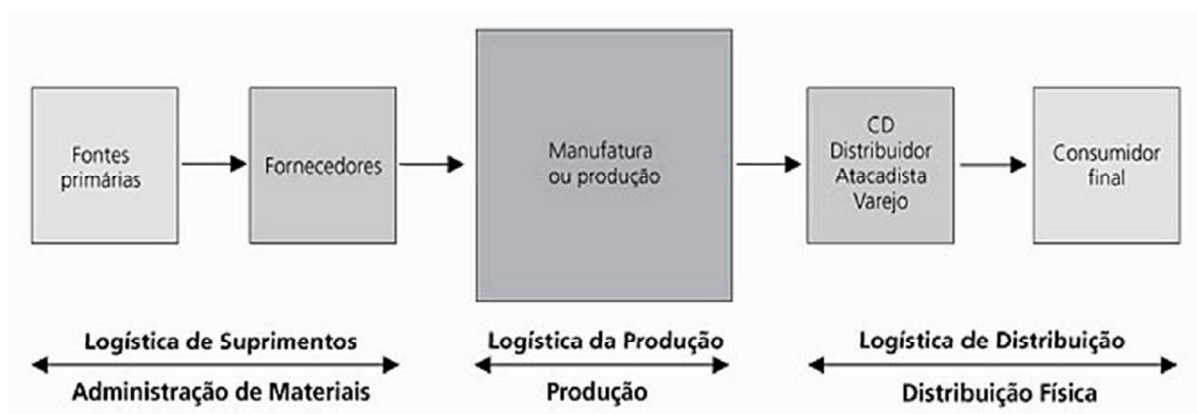 Fontes
primárias
Fornecedores
Manufatura
ou produção
CD
Distribuidor
Atacadista
Varejo
Consumidor
final
Logística de Suprimentos
Administração de Materiais
Logística da Produção
Produção
Logística de Distribuição
Distribuição Física